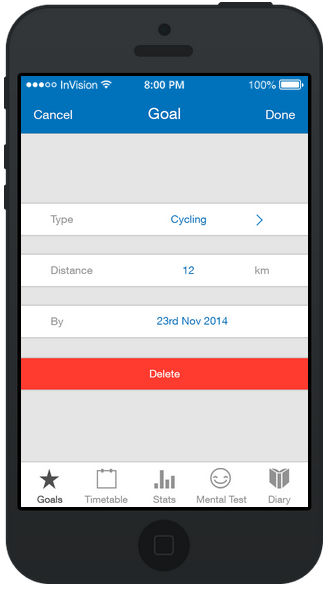 InVision 8:00 PM 100%
Cancel Goal Done
Type Cycling
Distance 12 km
By 23rd Nov 2014
Delete
Goals Timetable Stats Mental Test Diary